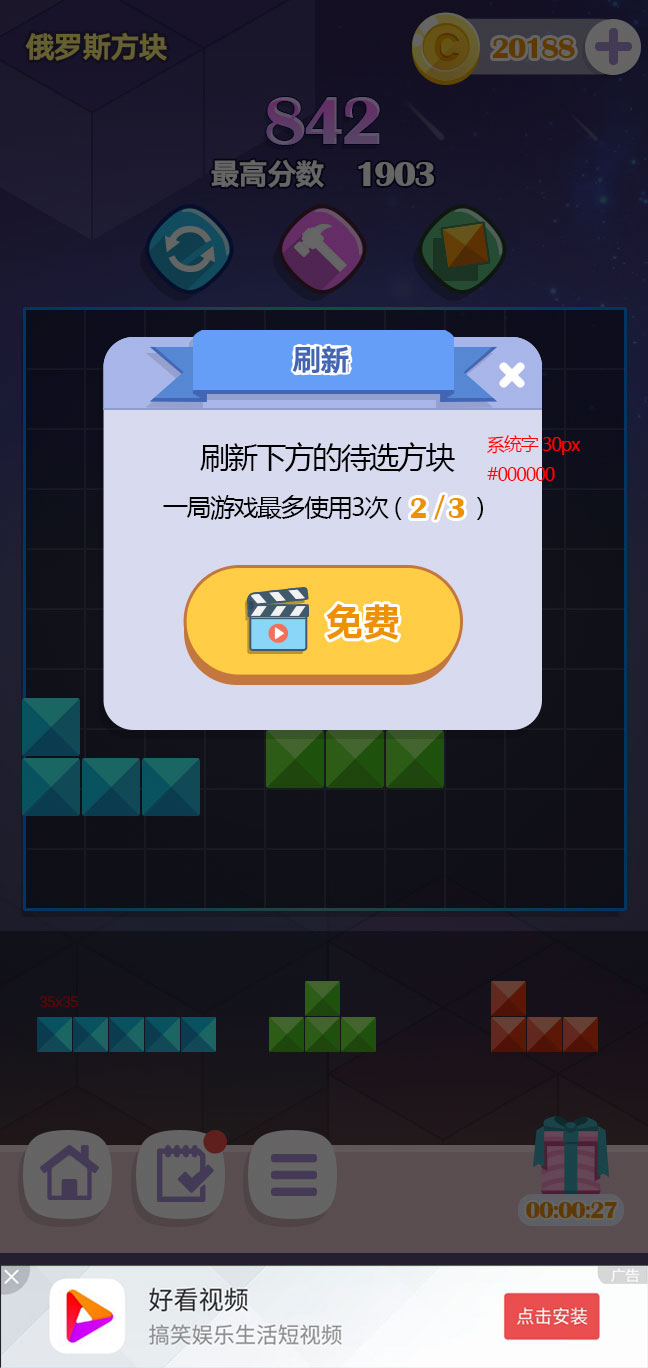 俄罗斯方块
20188
842
最高分数 1903
刷新
刷新下方的待选方块
系统字 30px
#000000
一局游戏最多使用3次 ( 2 / 3 )
免费
35x35
00:00:27
广告
好看视频
搞笑娱乐生活短视频
点击安装